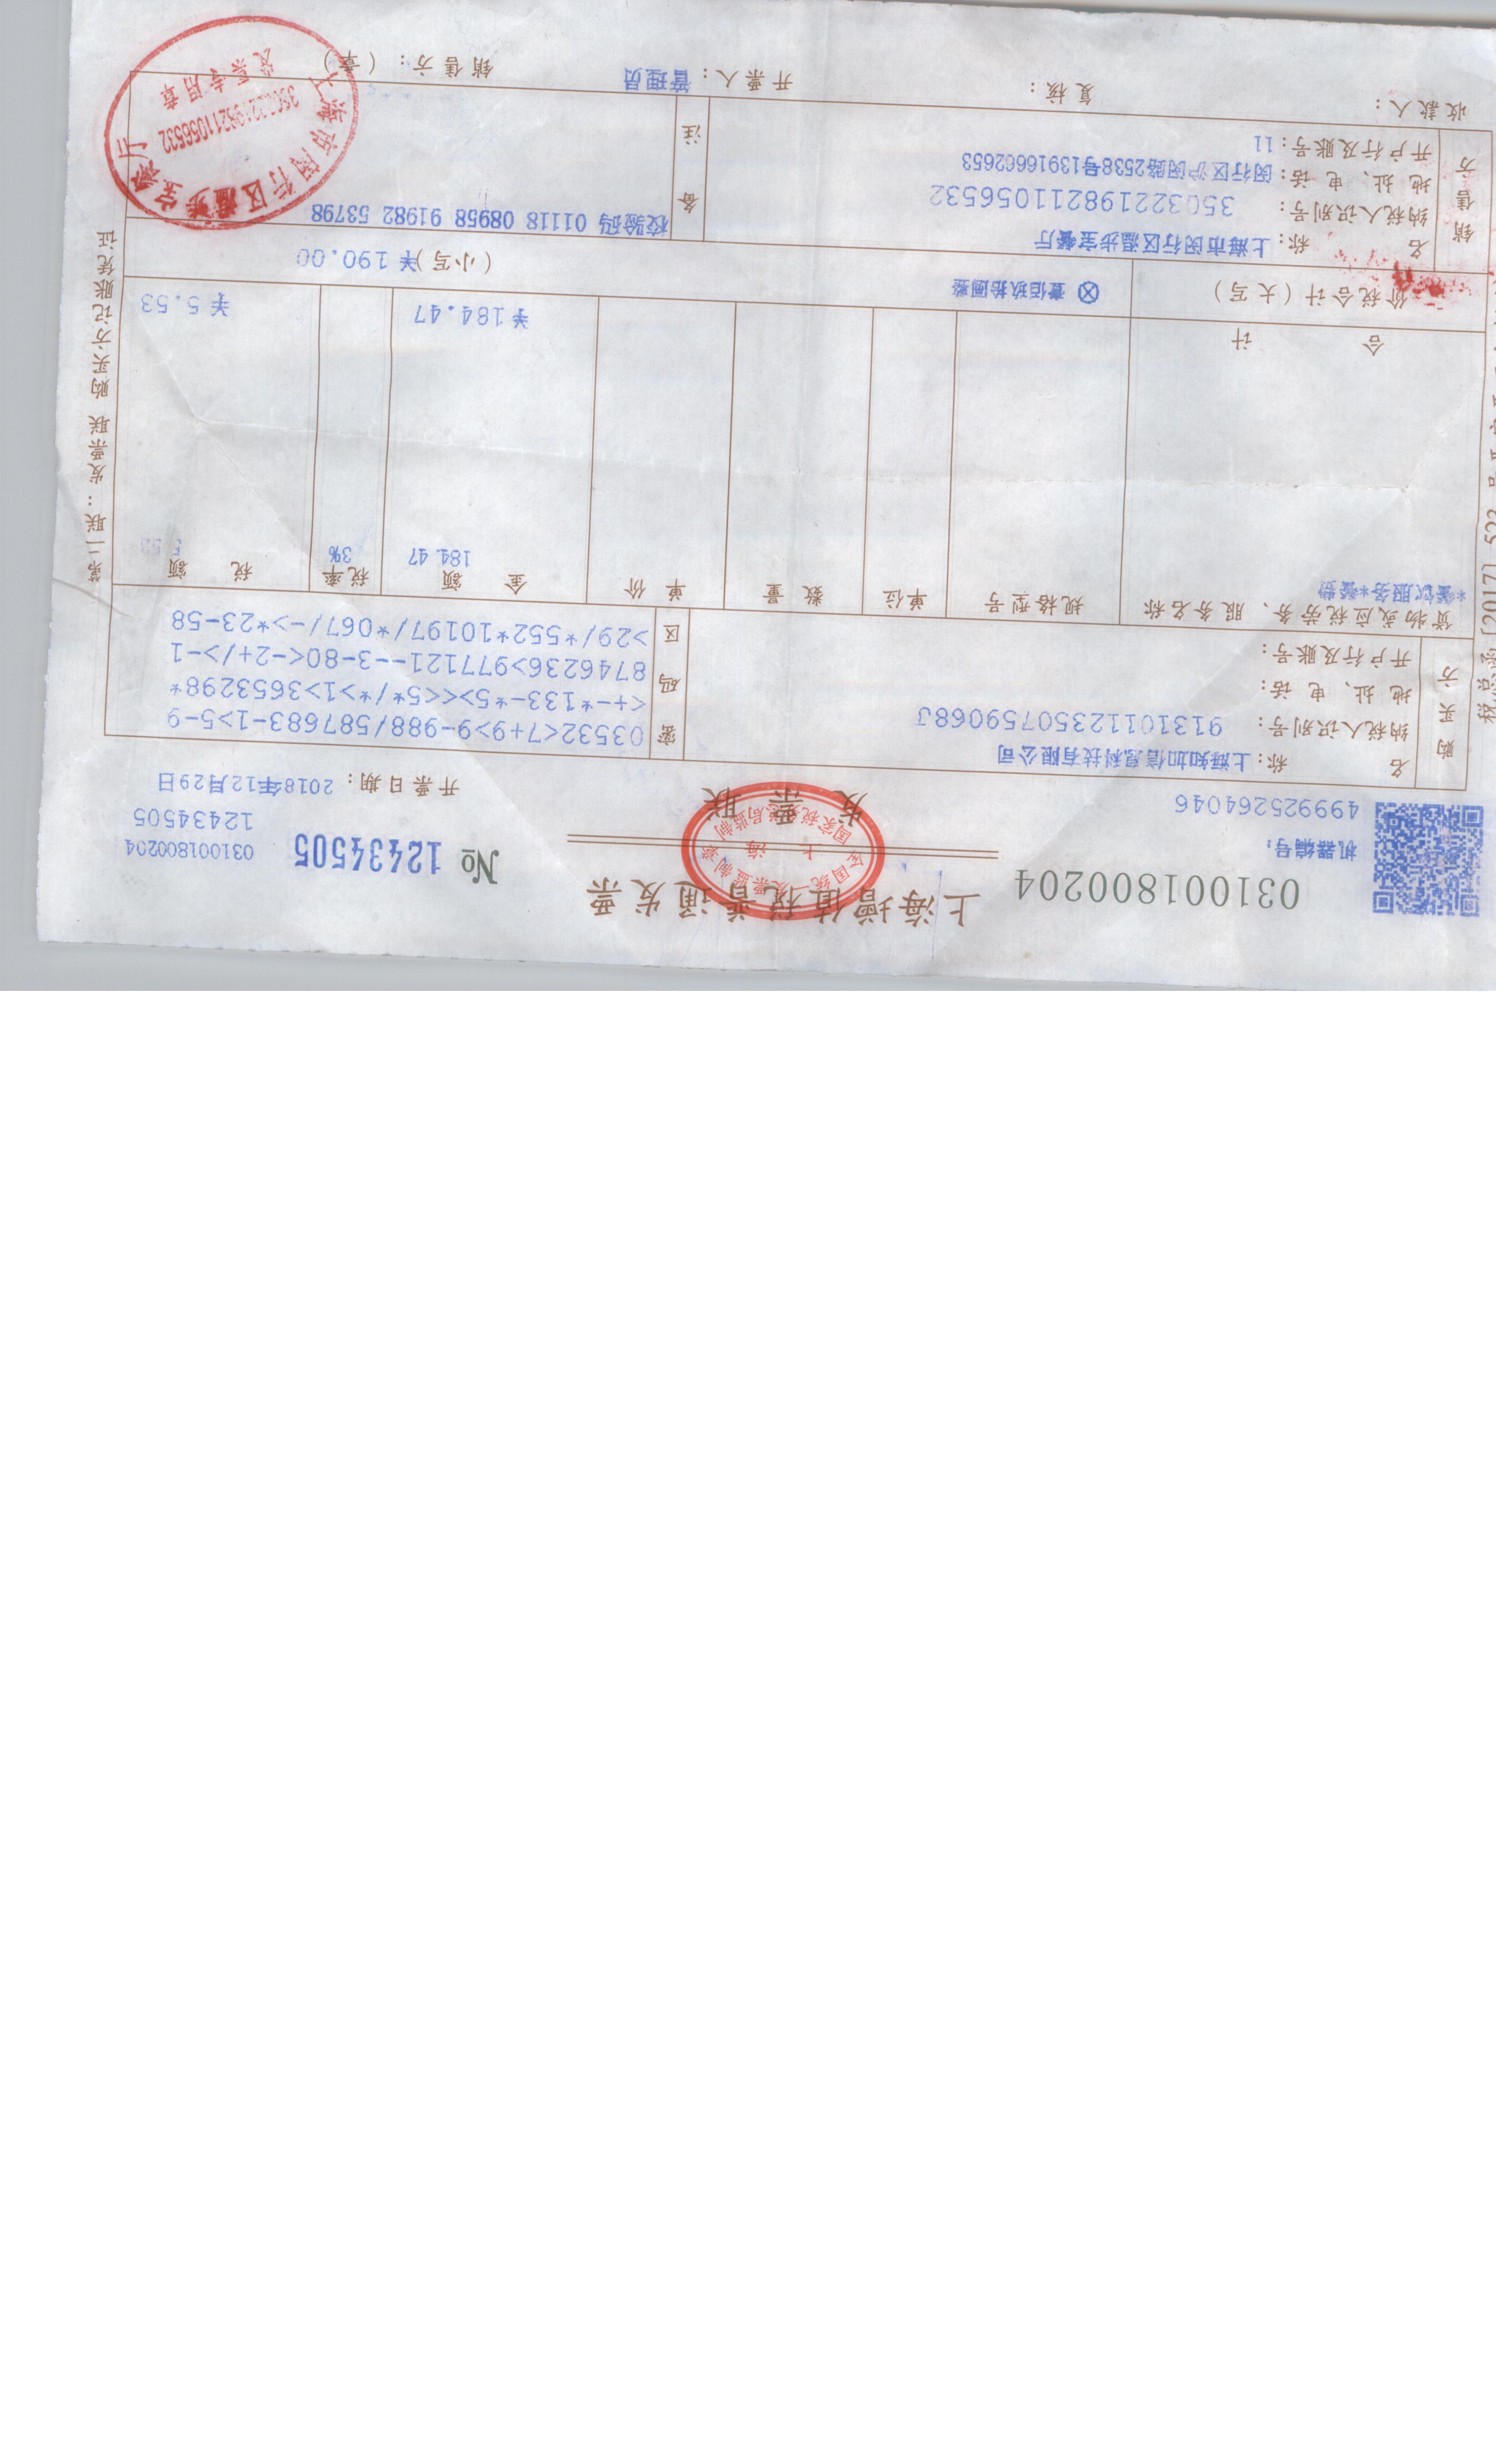 031001800204
上海增值税普通发票
发票联
全国统一发票监制章
上海
国家税务总局监制
№ 12434505
031001800204
12434505
机器编号:
499925264046
开票日期: 2018年12月29日
购买方
名称: 上海知加信息科技有限公司
纳税人识别号: 91310112350759068J
地址、电话:
开户行及账号:
密码区
03532<7+9>9-988/587683-1>5-9
<+-*133-*5><<5*/*>1>3653298*
8746236>977121---3-80<-2+/>-1
>29/*552*10197/*067/->*23-58
货物或应税劳务、服务名称 规格型号 单位 数量 单价 金额 税率 税额
*餐饮服务*餐费 184.47 3% 5.53
合计 ￥184.47 ￥5.53
价税合计(大写) ⊗ 壹佰玖拾圆整 (小写) ￥190.00
销售方
名称: 上海市闵行区温步宝餐厅
纳税人识别号: 350322198211056532
地址、电话: 闵行区沪闵路2538号13916662653
开户行及账号: 11
备注
校验码 01118 08958 91982 53798
收款人: 复核: 开票人: 管理员 销售方: (章)
上海市闵行区温步宝餐厅
350322198211056532
发票专用章
第二联: 发票联 购买方记账凭证
税总函[2017] 523